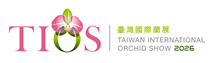 TIOS
臺灣國際蘭展
TAIWAN INTERNATIONAL
ORCHID SHOW 2026